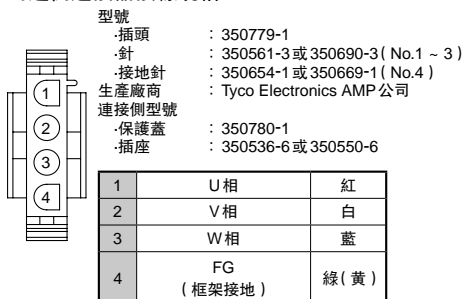 型號
·插頭 : 350779-1
·針 : 350561-3或350690-3(No.1 ~ 3)
·接地針 : 350654-1或350669-1(No.4)
生產廠商 : Tyco Electronics AMP公司
連接側型號
·保護蓋 : 350780-1
·插座 : 350536-6或350550-6
1
2
3
4
1 U相 紅
2 V相 白
3 W相 藍
4 FG
(框架接地) 綠(黄)